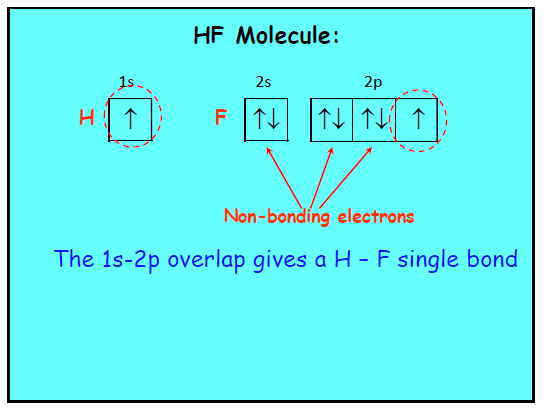 HF Molecule:
1s 2s 2p
H ↑ F ↑↓ ↑↓ ↑↓ ↑
Non-bonding electrons
The 1s-2p overlap gives a H – F single bond